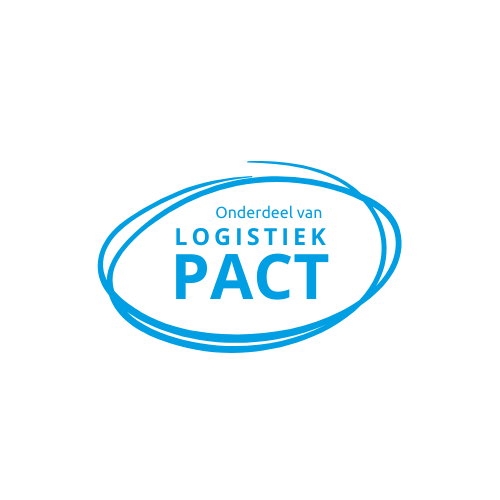 Onderdeel van
LOGISTIEK
PACT